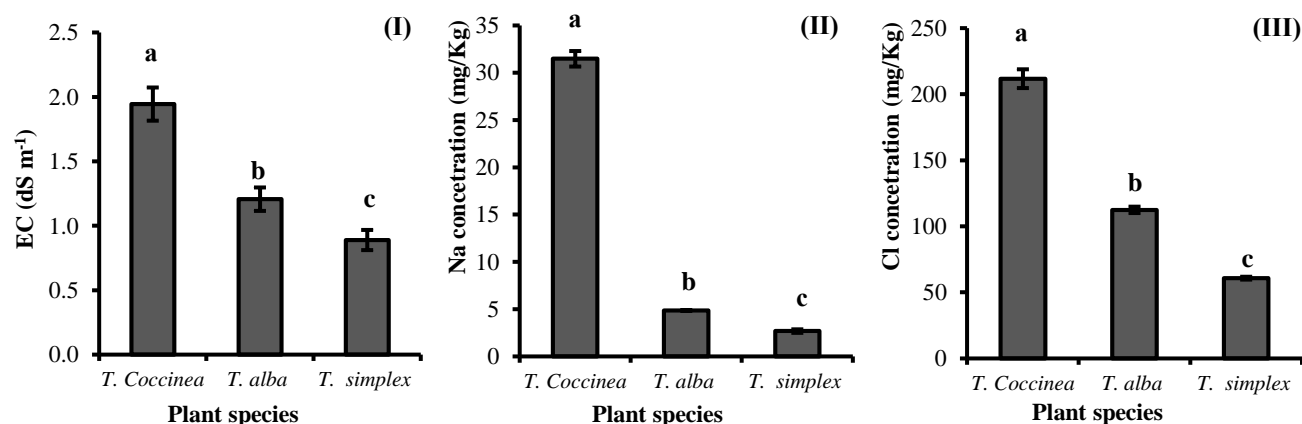 (I)
EC (dS m-1)
2.5
2.0
1.5
1.0
0.5
0.0
a
b
c
T. Coccinea
T. alba
T. simplex
Plant species
(II)
Na concetration (mg/Kg)
35
30
25
20
15
10
5
0
a
b
c
T. Coccinea
T. alba
T. simplex
Plant species
(III)
Cl concetration (mg/Kg)
250
200
150
100
50
0
a
b
c
T. Coccinea
T. alba
T. simplex
Plant species